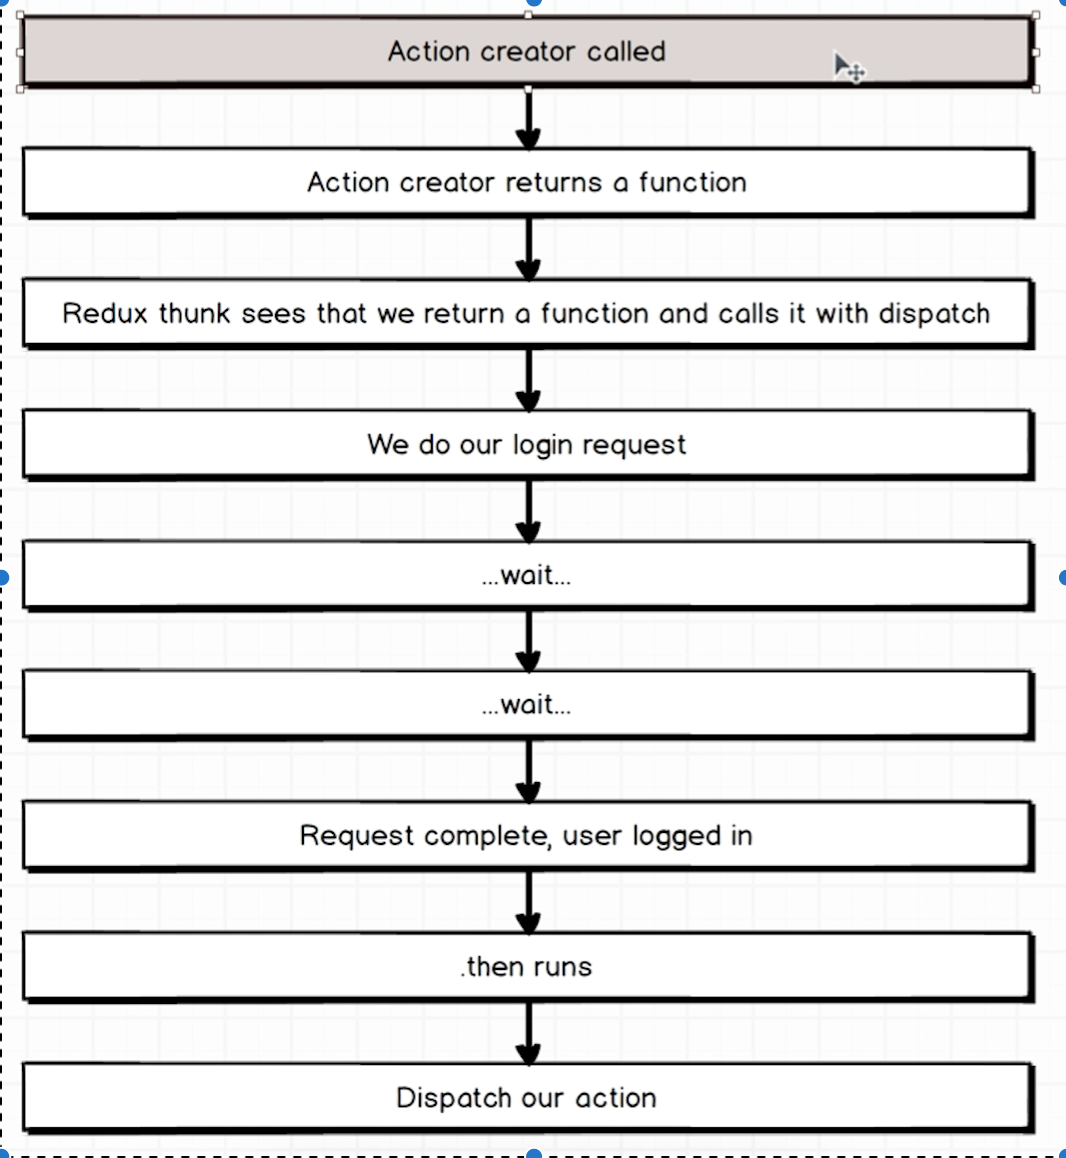 Action creator called
Action creator returns a function
Redux thunk sees that we return a function and calls it with dispatch
We do our login request
...wait...
...wait...
Request complete, user logged in
.then runs
Dispatch our action